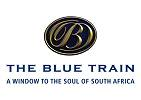 B
THE BLUE TRAIN
A WINDOW TO THE SOUL OF SOUTH AFRICA